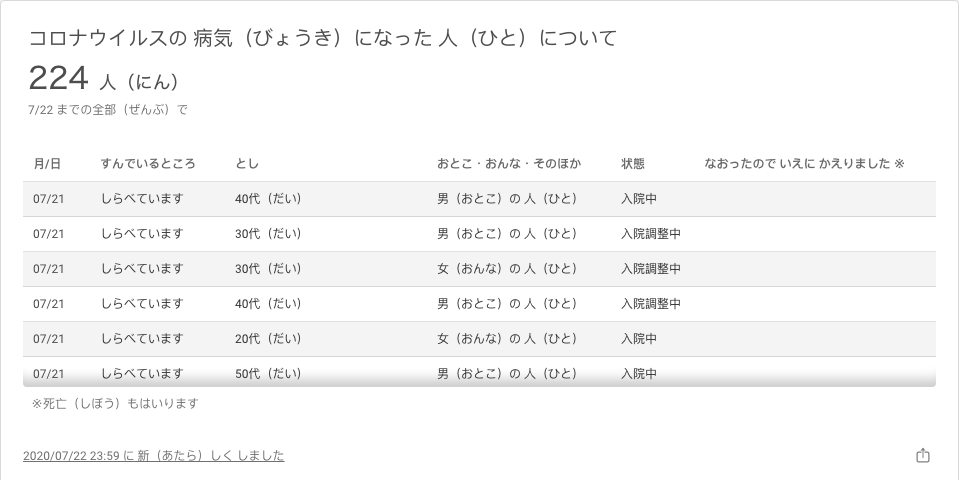 コロナウイルスの 病気（びょうき）になった 人（ひと）について
224 人（にん）
7/22 までの全部（ぜんぶ）で
月/日 すんでいるところ とし おとこ・おんな・そのほか 状態 なおったので いえに かえりました ※
07/21 しらべています 40代（だい） 男（おとこ）の 人（ひと） 入院中
07/21 しらべています 30代（だい） 男（おとこ）の 人（ひと） 入院調整中
07/21 しらべています 30代（だい） 女（おんな）の 人（ひと） 入院調整中
07/21 しらべています 40代（だい） 男（おとこ）の 人（ひと） 入院調整中
07/21 しらべています 20代（だい） 女（おんな）の 人（ひと） 入院中
07/21 しらべています 50代（だい） 男（おとこ）の 人（ひと） 入院中
※死亡（しぼう）もはいります
2020/07/22 23:59 に 新（あたら）しく しました